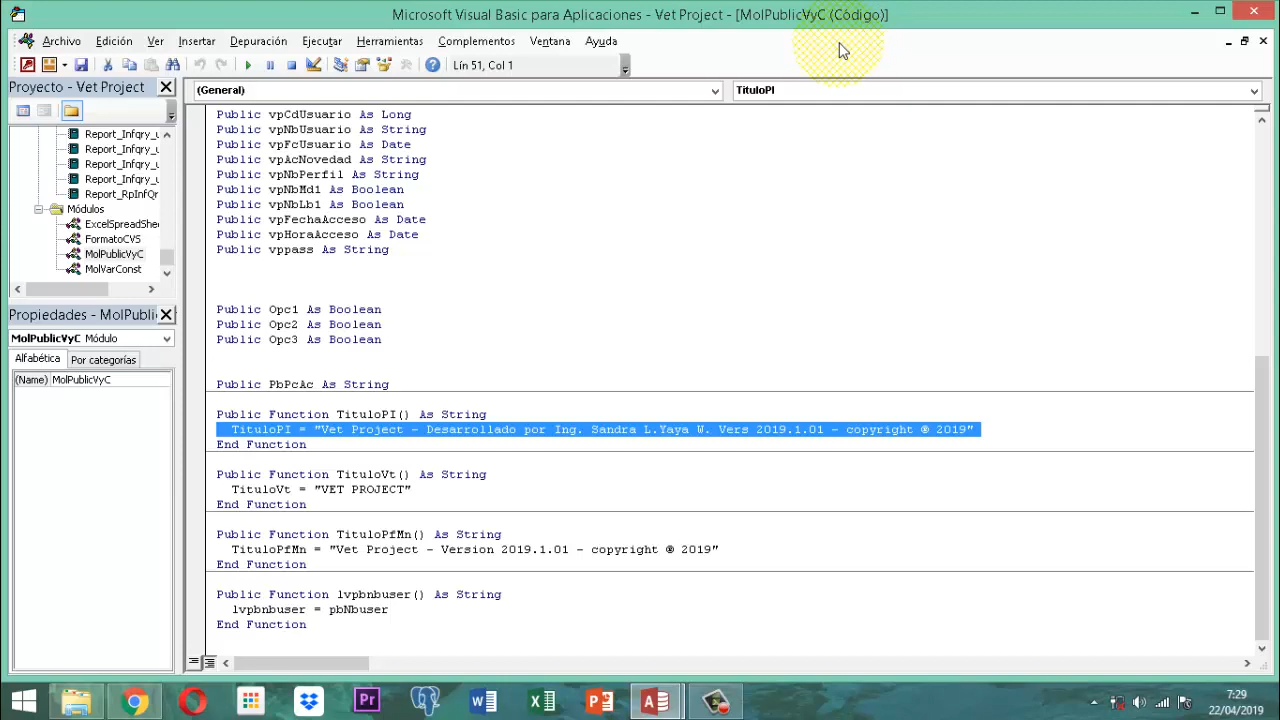 Microsoft Visual Basic para Aplicaciones - Vet Project - [MolPublicVyC (Código)]
Archivo Edición Ver Insertar Depuración Ejecutar Herramientas Complementos Ventana Ayuda
Lín 51, Col 1
Proyecto - Vet Project
(General) TituloPI
Report_Infqry_u
Report_Infqry_u
Report_Infqry_u
Report_Infqry_u
Report_RpInfQr
Módulos
ExcelSpreadShe
FormatoCVS
MolPublicVyC
MolVarConst
Propiedades - MolPubli
MolPublicVyC Módulo
Alfabética Por categorías
(Name) MolPublicVyC
Public vpCdUsuario As Long
Public vpNbUsuario As String
Public vpFcUsuario As Date
Public vpAcNovedad As String
Public vpNbPerfil As String
Public vpNbMd1 As Boolean
Public vpNbLb1 As Boolean
Public vpFechaAcceso As Date
Public vpHoraAcceso As Date
Public vppass As String
Public Opc1 As Boolean
Public Opc2 As Boolean
Public Opc3 As Boolean
Public PbPcAc As String
Public Function TituloPI() As String
TituloPI = "Vet Project - Desarrollado por Ing. Sandra L.Yaya W. Vers 2019.1.01 - copyright ® 2019"
End Function
Public Function TituloVt() As String
TituloVt = "VET PROJECT"
End Function
Public Function TituloPfMn() As String
TituloPfMn = "Vet Project - Version 2019.1.01 - copyright ® 2019"
End Function
Public Function lvpbnbuser() As String
lvpbnbuser = pbNbuser
End Function
7:29
22/04/2019